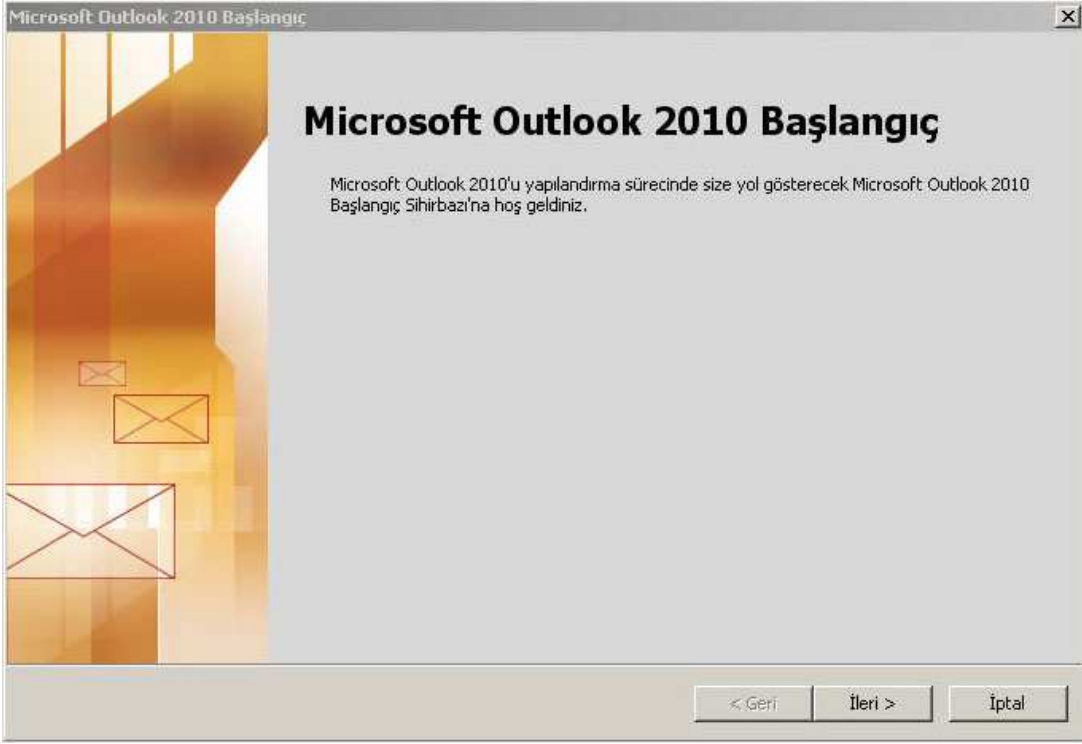 Microsoft Outlook 2010 Başlangıç
Microsoft Outlook 2010 Başlangıç
Microsoft Outlook 2010'u yapılandırma sürecinde size yol gösterecek Microsoft Outlook 2010
Başlangıç Sihirbazı'na hoş geldiniz.
< Geri
İleri >
İptal